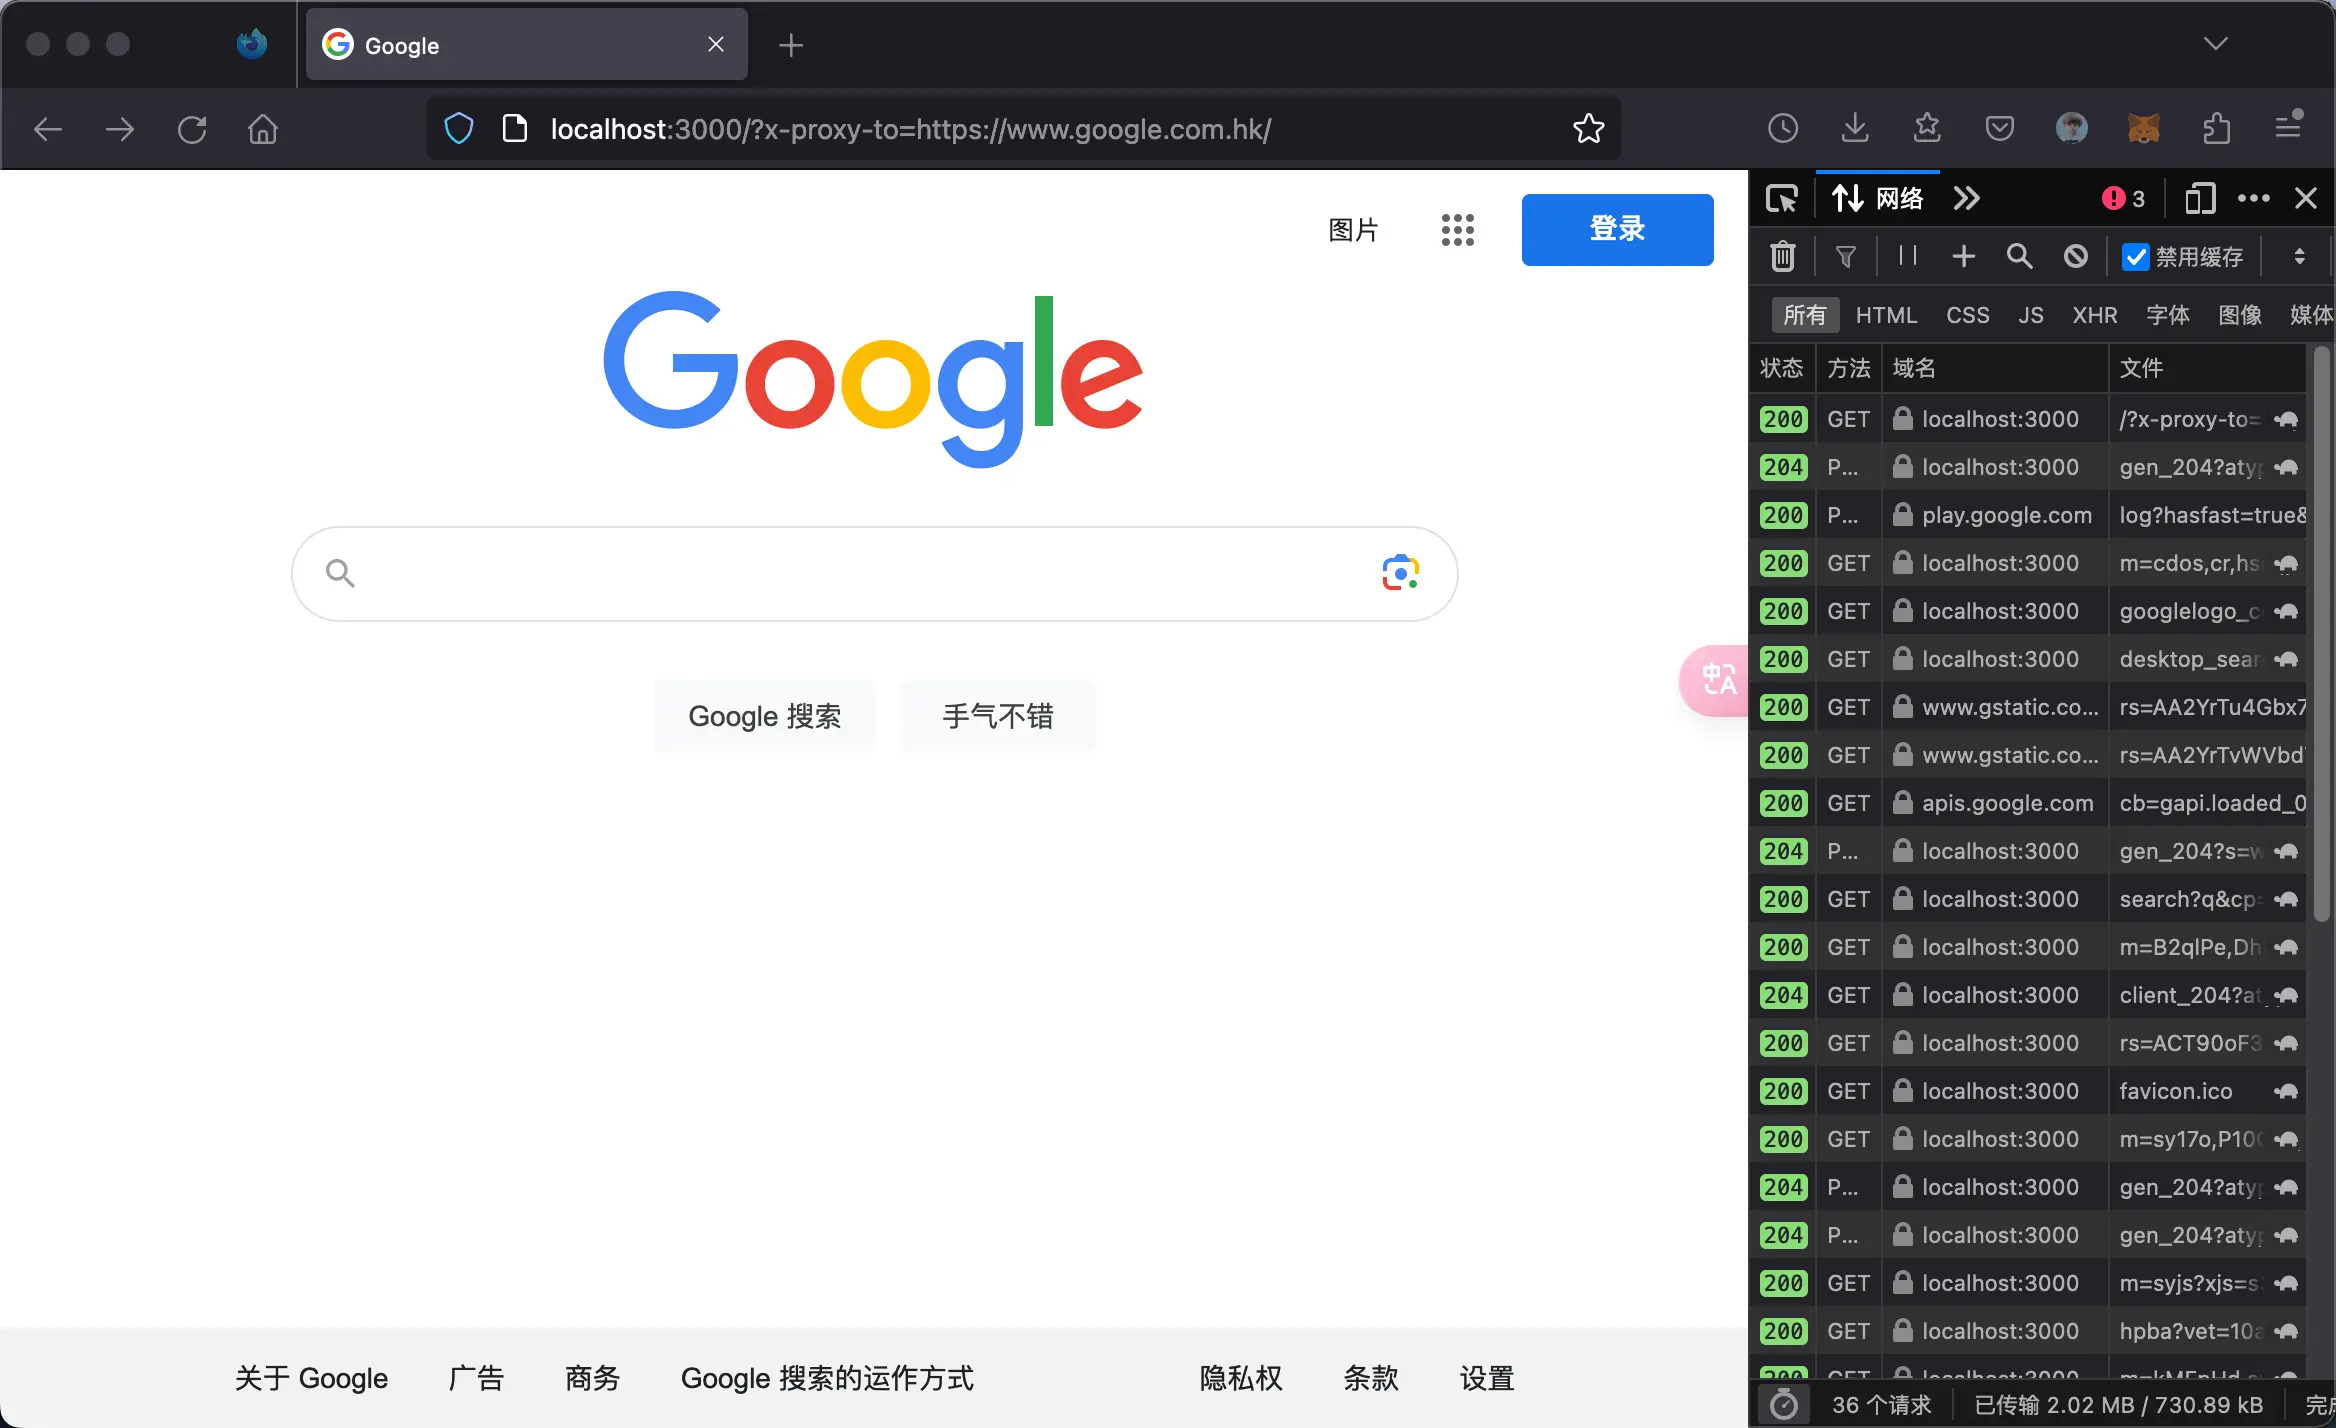 Google
localhost:3000/?x-proxy-to=https://www.google.com.hk/
图片
登录
Google
Google 搜索
手气不错
中A
关于 Google
广告
商务
Google 搜索的运作方式
隐私权
条款
设置
网络
3
禁用缓存
所有 HTML CSS JS XHR 字体 图像 媒体
状态 方法 域名 文件
200 GET localhost:3000 /?x-proxy-to=
204 P... localhost:3000 gen_204?aty
200 P... play.google.com log?hasfast=true&
200 GET localhost:3000 m=cdos,cr,hs
200 GET localhost:3000 googlelogo_c
200 GET localhost:3000 desktop_sear
200 GET www.gstatic.co... rs=AA2YrTu4Gbx7
200 GET www.gstatic.co... rs=AA2YrTvWVbd
200 GET apis.google.com cb=gapi.loaded_0
204 P... localhost:3000 gen_204?s=w
200 GET localhost:3000 search?q&cp=
200 GET localhost:3000 m=B2qlPe,Dh
204 GET localhost:3000 client_204?at
200 GET localhost:3000 rs=ACT90oF3
200 GET localhost:3000 favicon.ico
200 GET localhost:3000 m=sy17o,P10
204 P... localhost:3000 gen_204?aty
204 P... localhost:3000 gen_204?aty
200 GET localhost:3000 m=syjs?xjs=s
200 GET localhost:3000 hpba?vet=10a
200 GET localhost:3000
36 个请求 已传输 2.02 MB / 730.89 kB 完成